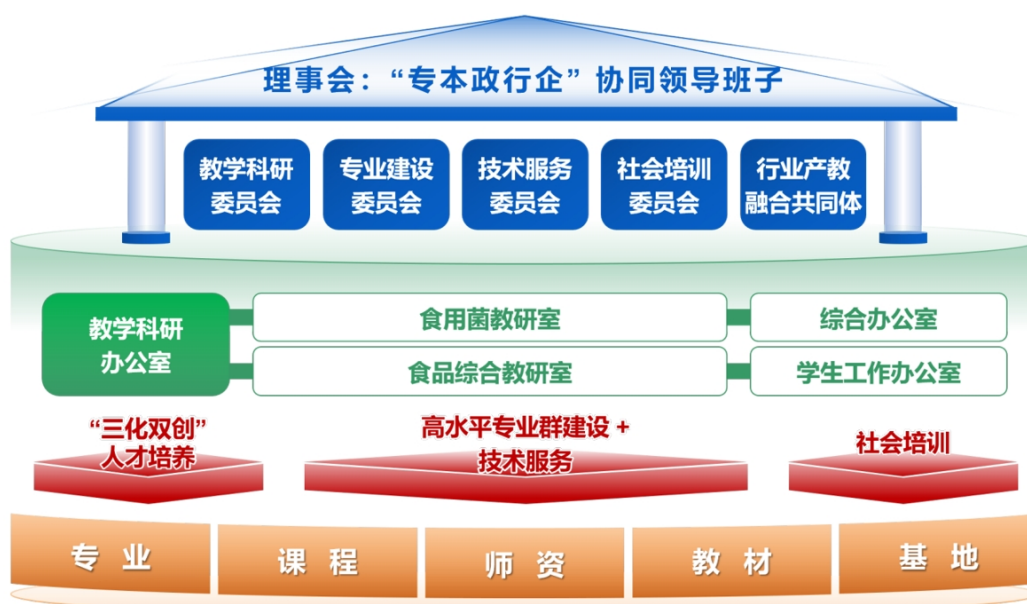 理事会：“专本政行企”协同领导班子
教学科研
委员会
专业建设
委员会
技术服务
委员会
社会培训
委员会
行业产教
融合共同体
教学科研
办公室
食用菌教研室
综合办公室
食品综合教研室
学生工作办公室
“三化双创”
人才培养
高水平专业群建设 +
技术服务
社会培训
专 业
课 程
师 资
教 材
基 地